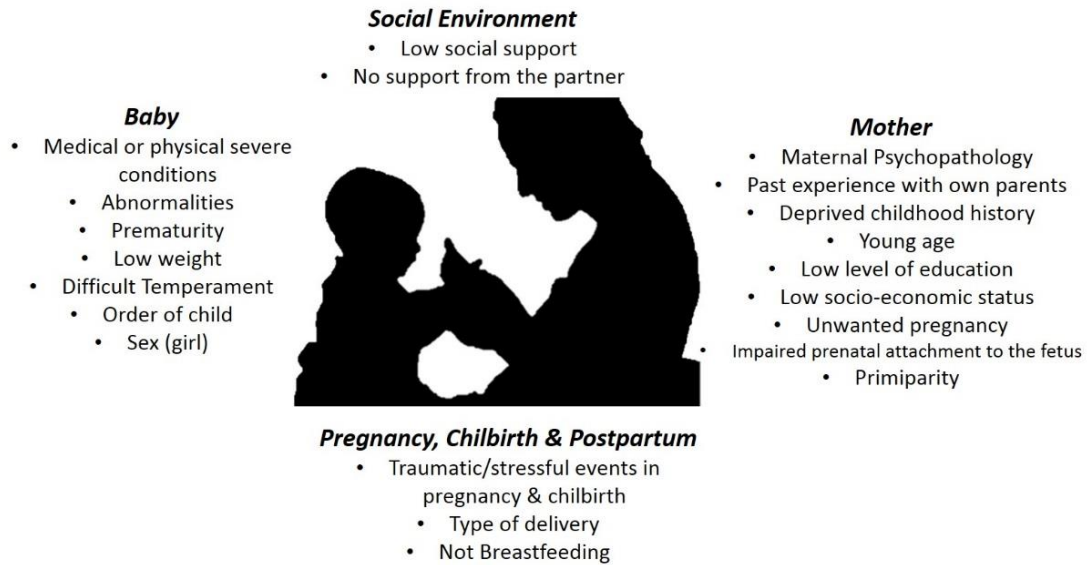 Social Environment
• Low social support
• No support from the partner
Baby
• Medical or physical severe
conditions
• Abnormalities
• Prematurity
• Low weight
• Difficult Temperament
• Order of child
• Sex (girl)
Mother
• Maternal Psychopathology
• Past experience with own parents
• Deprived childhood history
• Young age
• Low level of education
• Low socio-economic status
• Unwanted pregnancy
• Impaired prenatal attachment to the fetus
• Primiparity
Pregnancy, Chilbirth & Postpartum
• Traumatic/stressful events in
pregnancy & chilbirth
• Type of delivery
• Not Breastfeeding